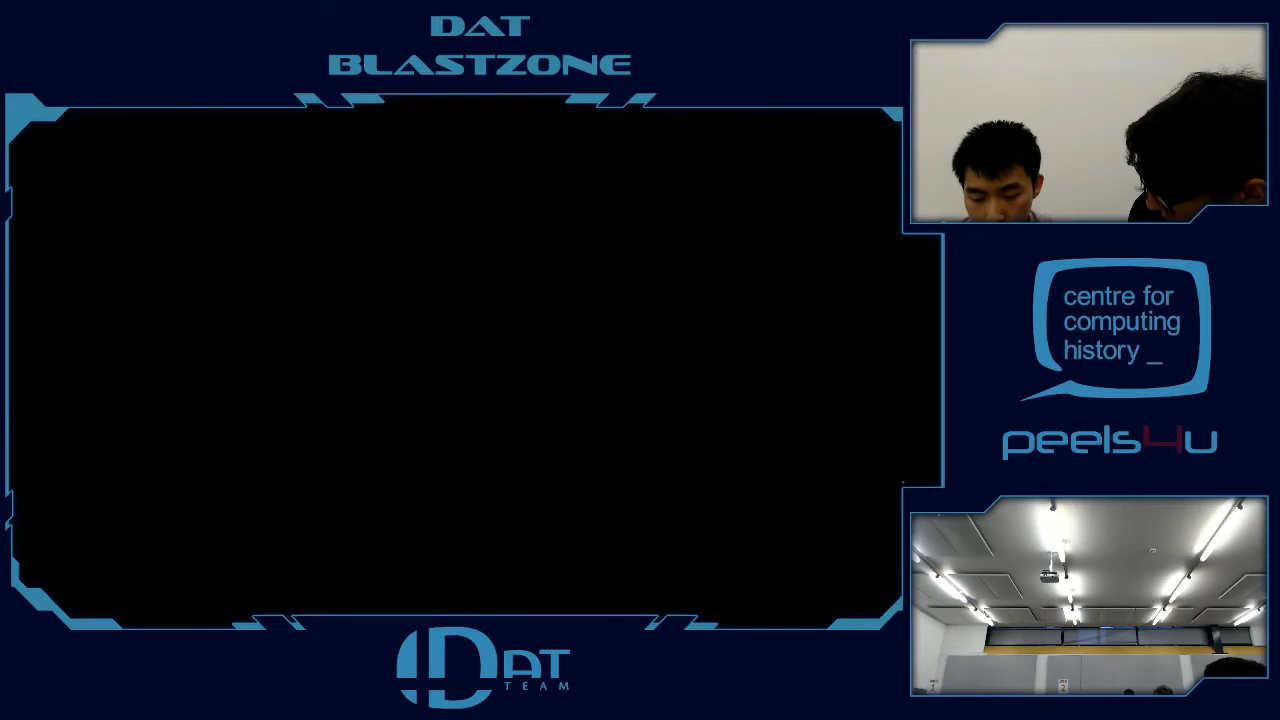 DAT
BLASTZONE
centre for
computing
history _
peels4u
DAT
TEAM